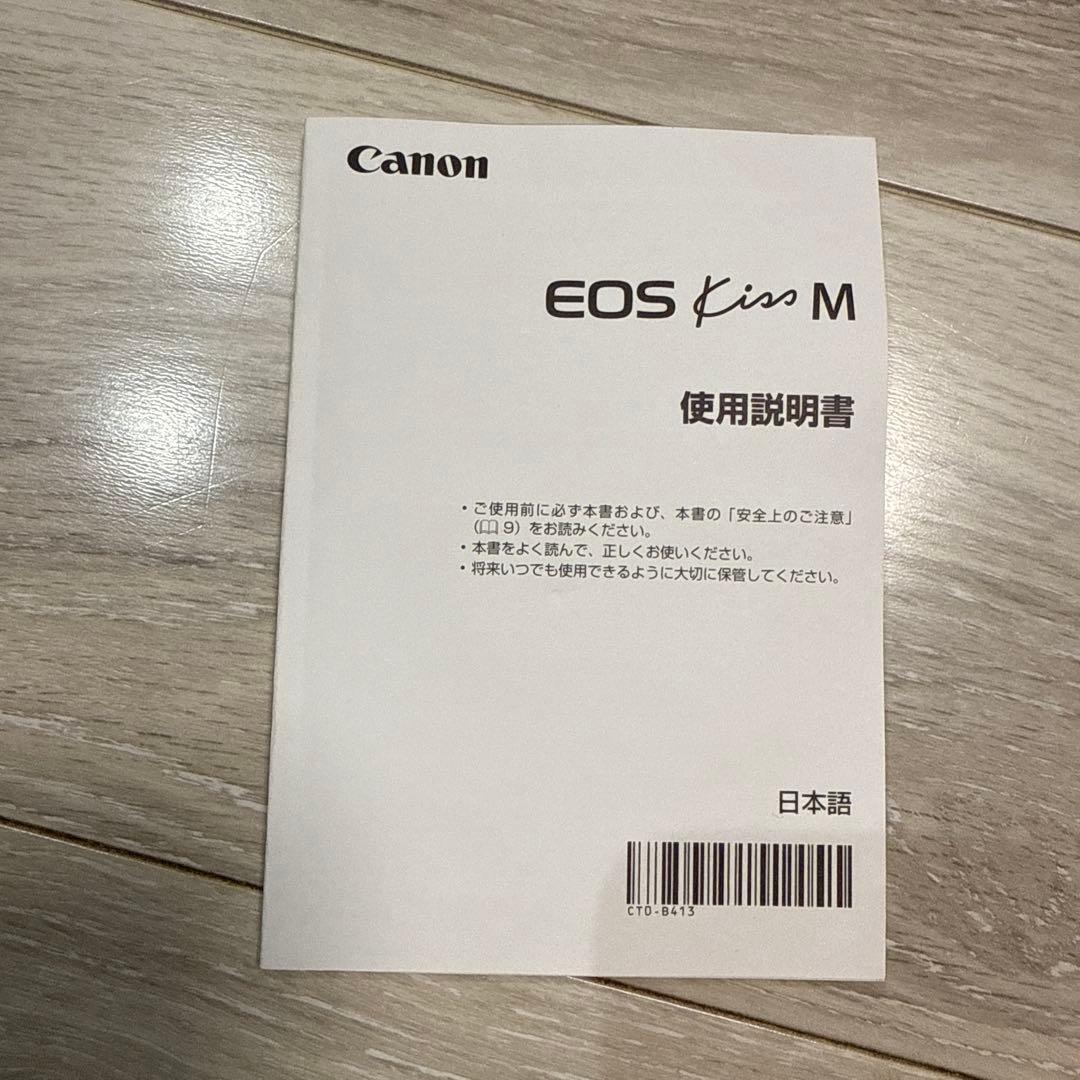 Canon
EOS Kiss M
使用説明書
・ご使用前に必ず本書および、本書の「安全上のご注意」
（📖 9）をお読みください。
・本書をよく読んで、正しくお使いください。
・将来いつでも使用できるように大切に保管してください。
日本語
CT0-B413